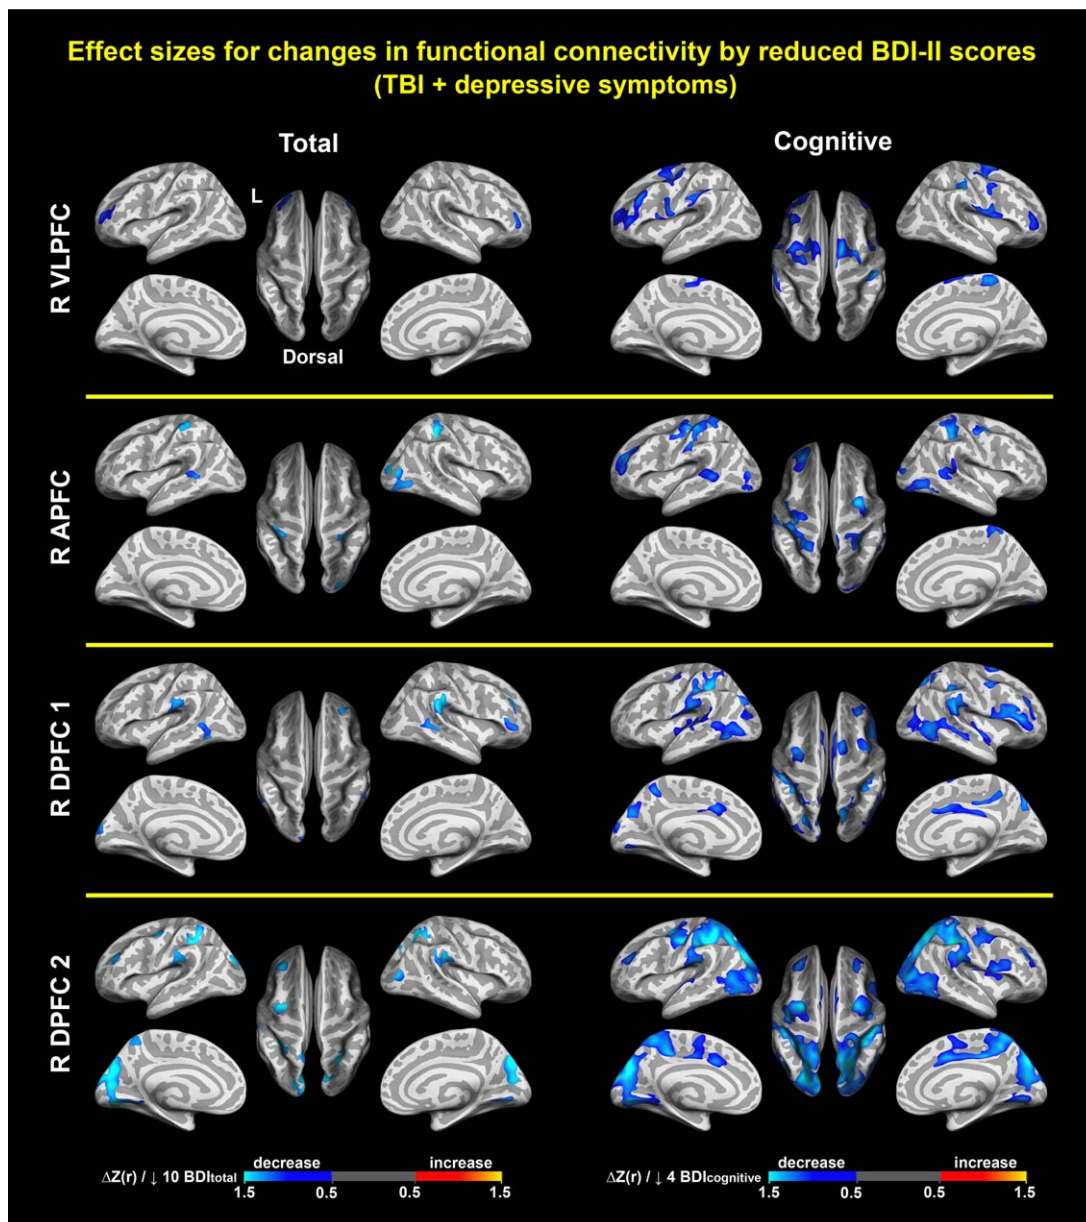 Effect sizes for changes in functional connectivity by reduced BDI-II scores
(TBI + depressive symptoms)
Total
Cognitive
R VLPFC
L
Dorsal
R APFC
R DPFC 1
R DPFC 2
decrease increase
ΔZ(r) / ↓ 10 BDItotal
1.5 0.5 0.5 1.5
decrease increase
ΔZ(r) / ↓ 4 BDIcognitive
1.5 0.5 0.5 1.5